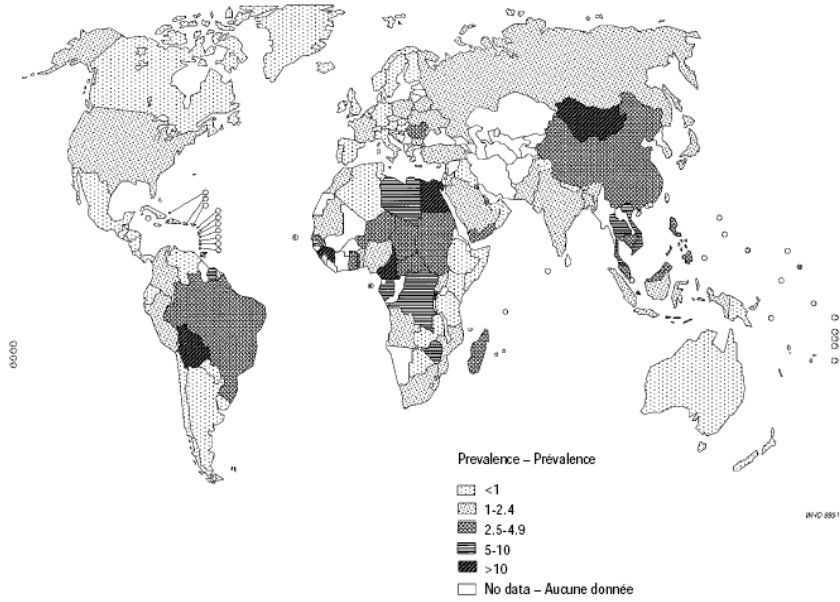 Prevalence – Prévalence
<1
1-2.4
2.5-4.9
5-10
>10
No data – Aucune donnée